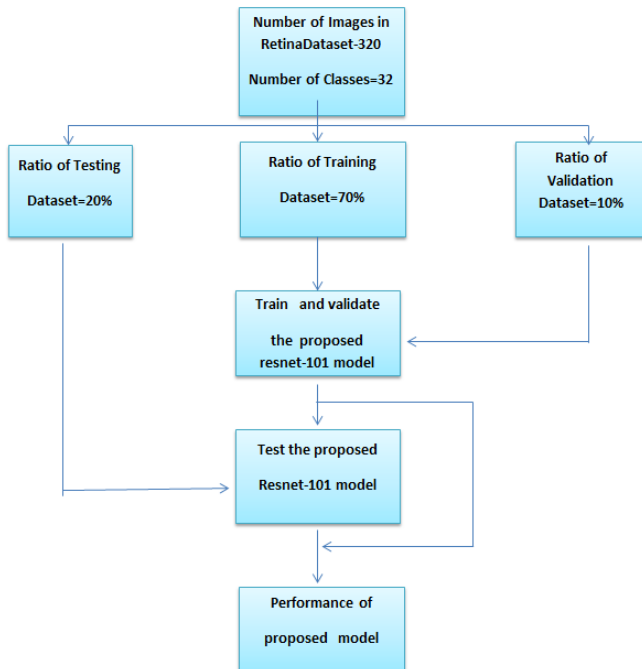 Number of Images in
RetinaDataset-320
Number of Classes=32
Ratio of Testing
Dataset=20%
Ratio of Training
Dataset=70%
Ratio of
Validation
Dataset=10%
Train and validate
the proposed
resnet-101 model
Test the proposed
Resnet-101 model
Performance of
proposed model